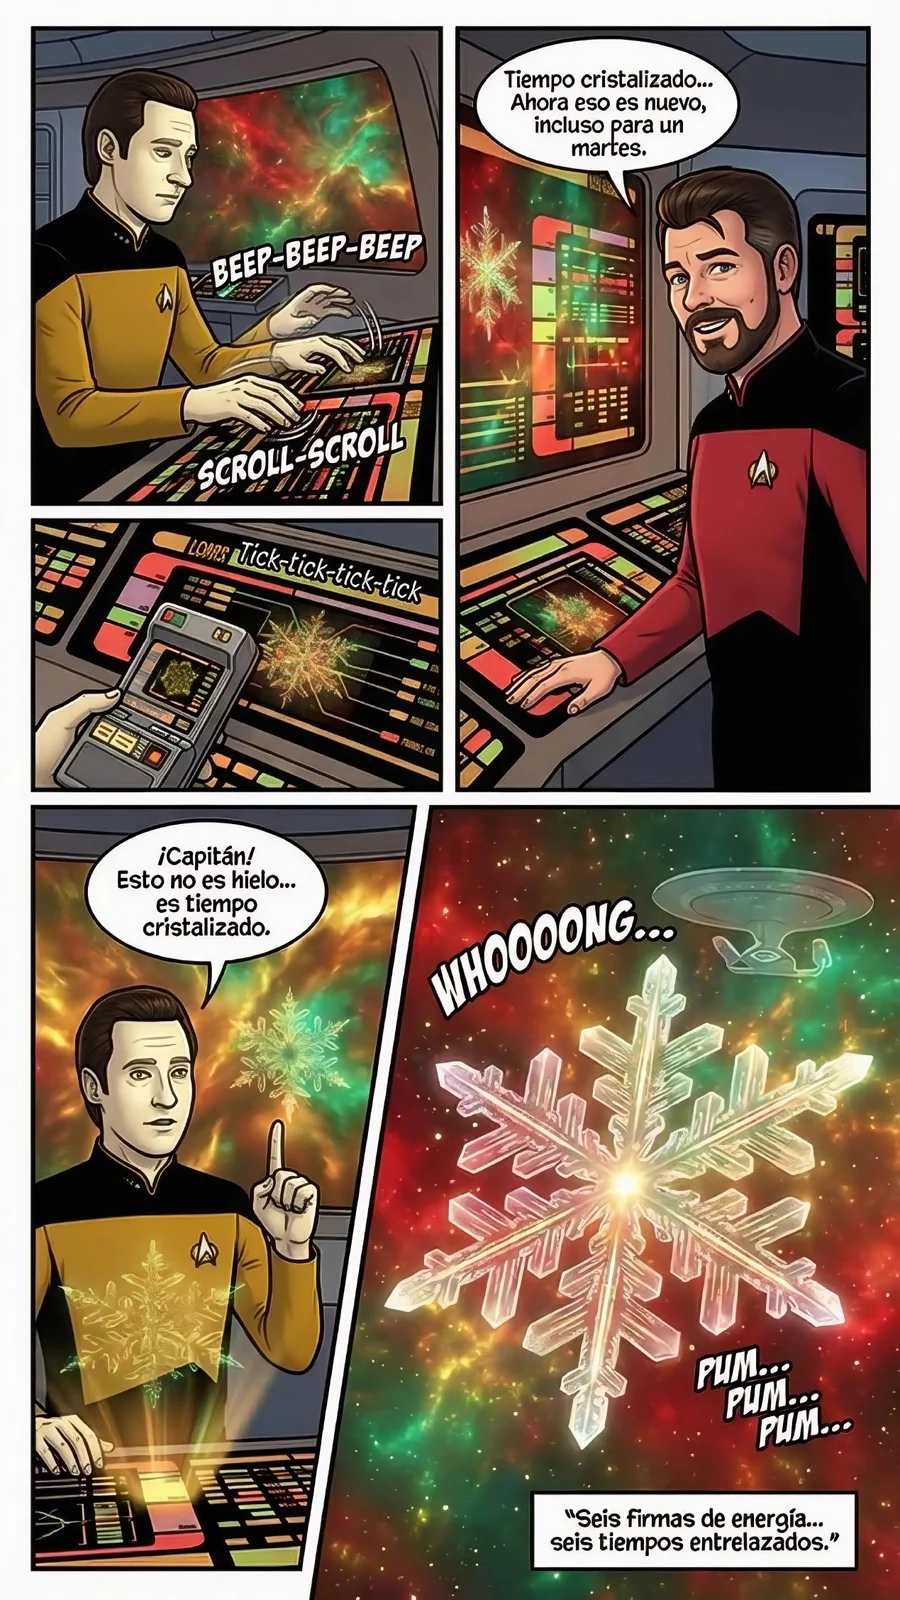 BEEP-BEEP-BEEP
SCROLL-SCROLL
Tiempo cristalizado...
Ahora eso es nuevo,
incluso para un
martes.
Tick-tick-tick-tick
¡Capitán!
Esto no es hielo...
es tiempo
cristalizado.
WHOOOONG...
PUM...
PUM...
PUM...
“Seis firmas de energía...
seis tiempos entrelazados.”